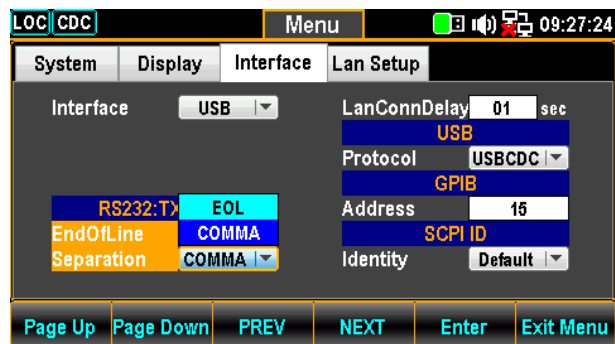 LOC CDC Menu 09:27:24
System Display Interface Lan Setup
Interface USB
LanConnDelay 01 sec
USB
Protocol USBCDC
GPIB
RS232:TX EOL
Address 15
EndOfLine COMMA
SCPI ID
Separation COMMA
Identity Default
Page Up Page Down PREV NEXT Enter Exit Menu